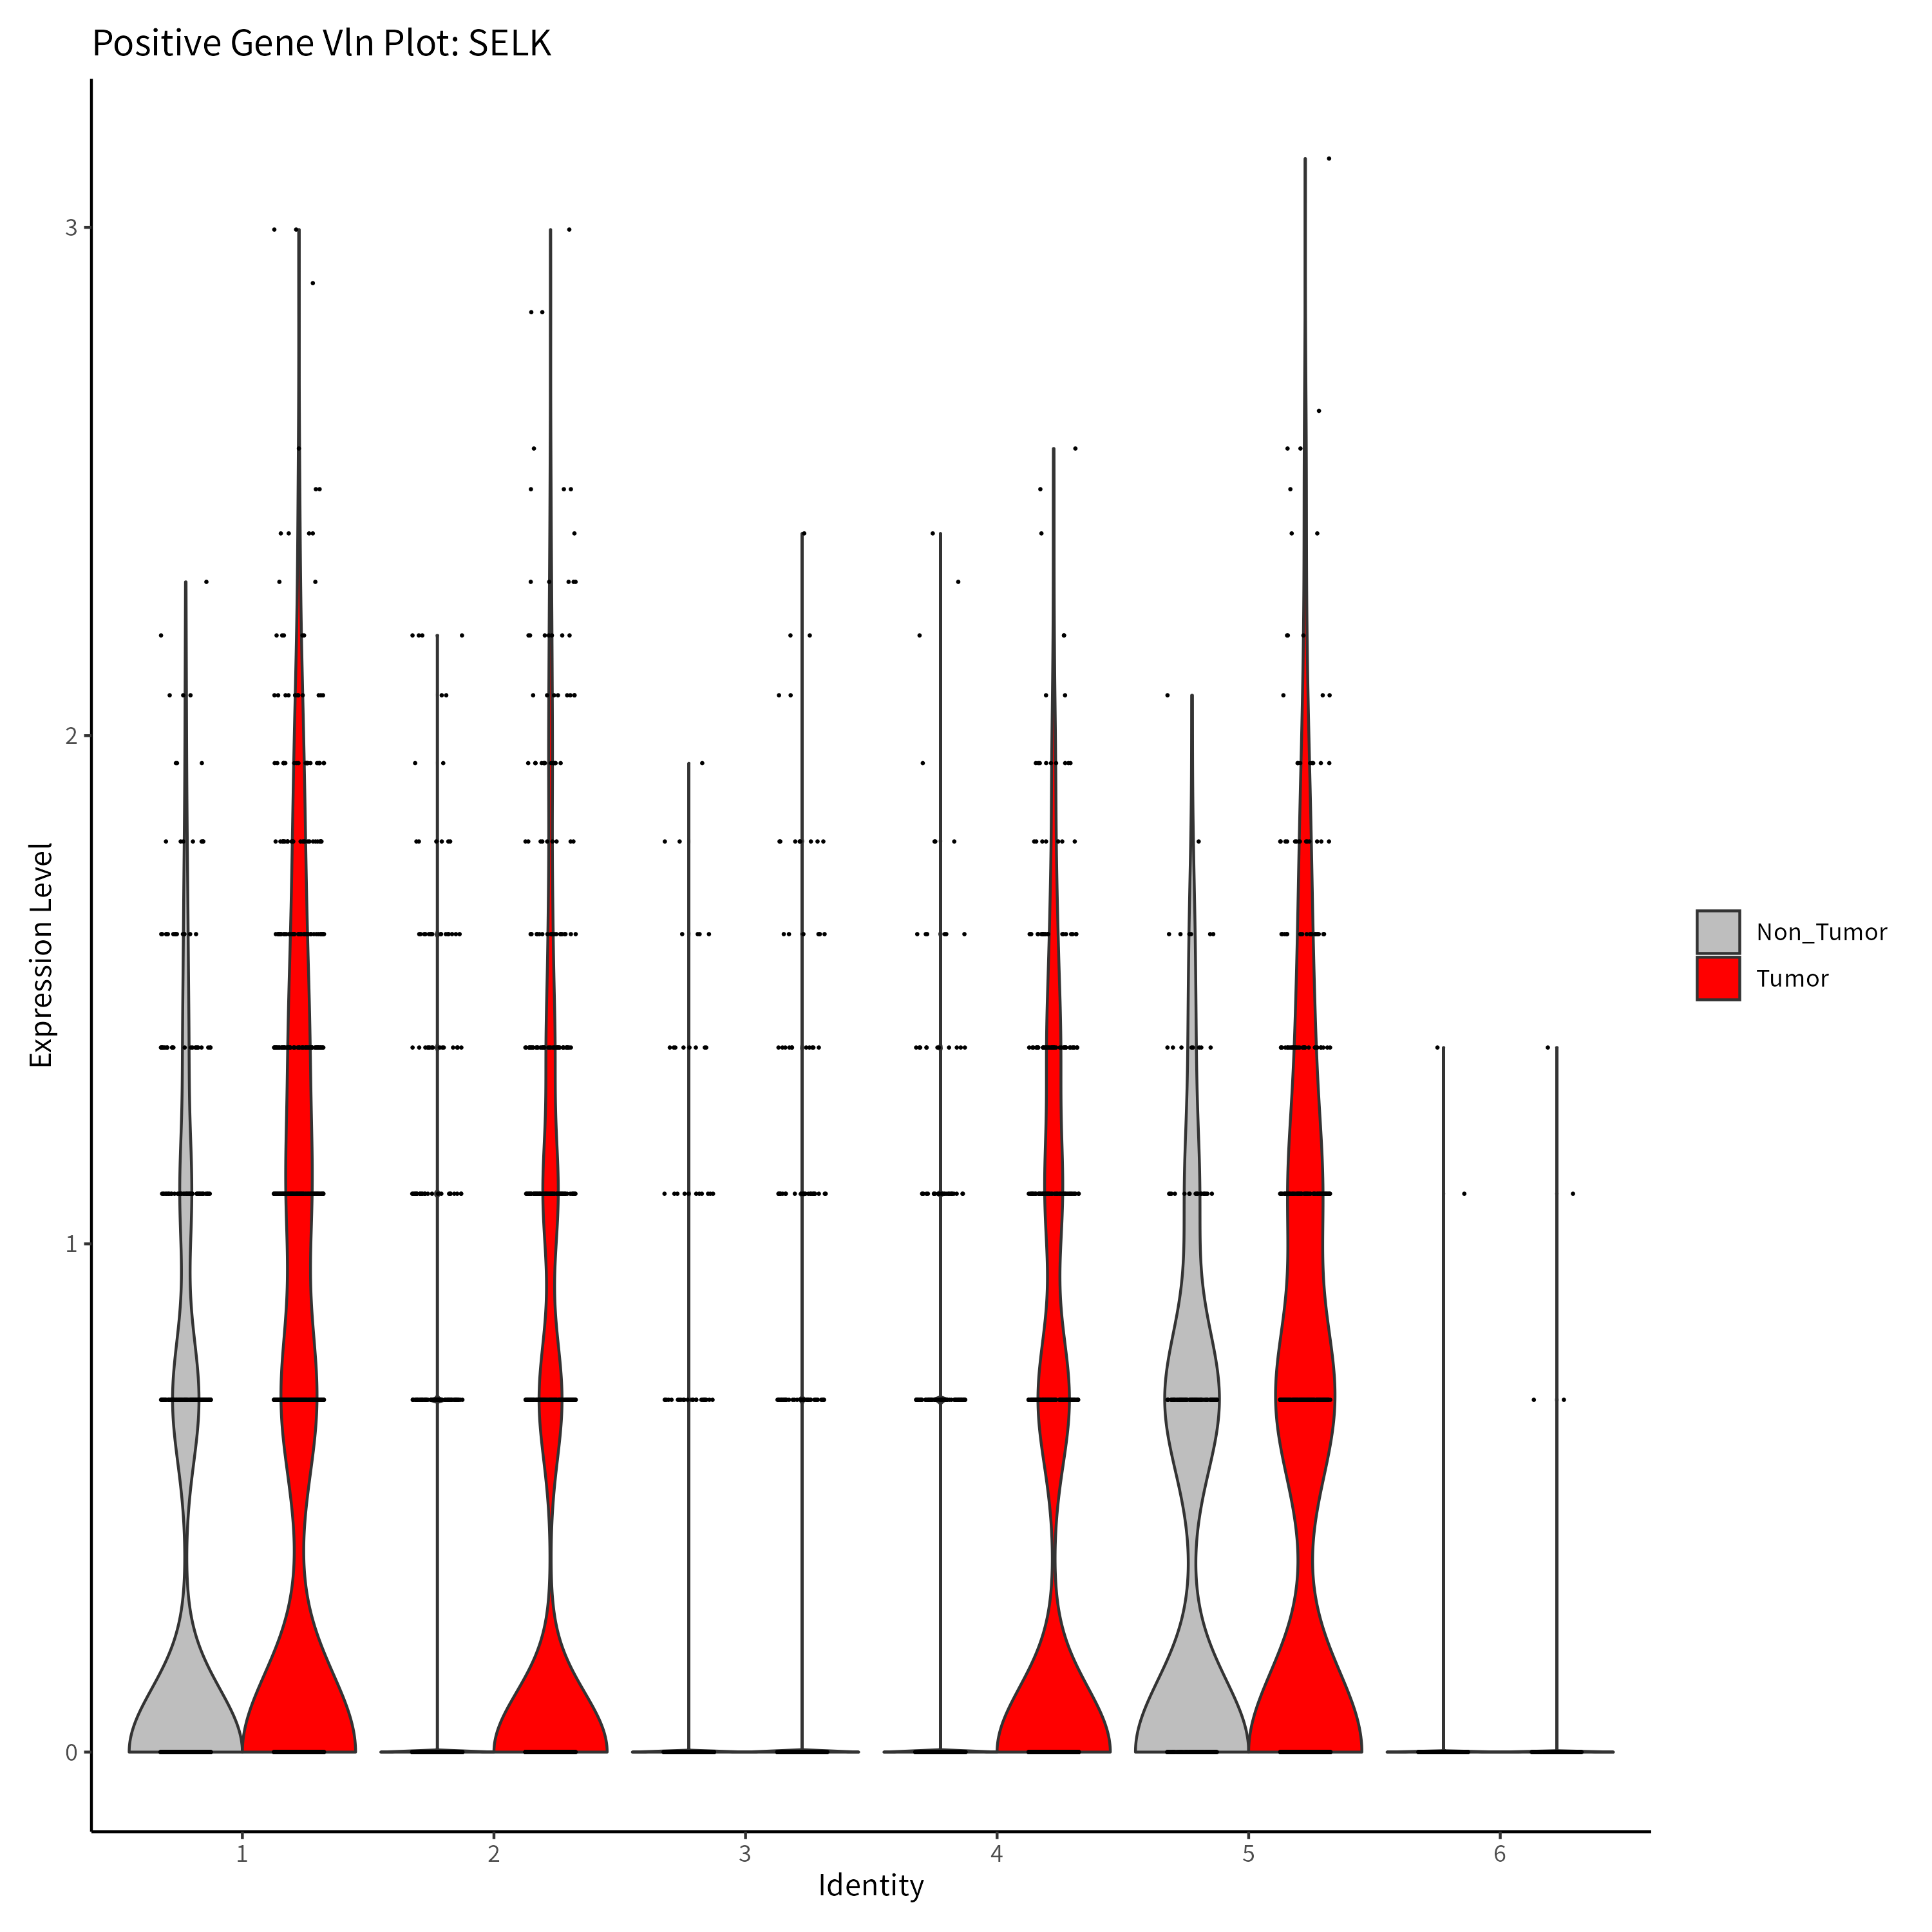 Positive Gene Vln Plot: SELK
Expression Level
3
2
1
0
1 2 3 4 5 6
Identity
Non_Tumor
Tumor